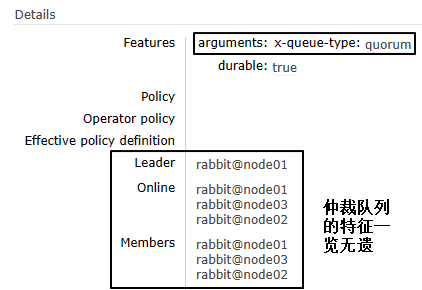 Details
Features arguments: x-queue-type: quorum
durable: true
Policy
Operator policy
Effective policy definition
Leader rabbit@node01
Online rabbit@node01
rabbit@node03
rabbit@node02
Members rabbit@node01
rabbit@node03
rabbit@node02
仲裁队列
的特征一
览无遗